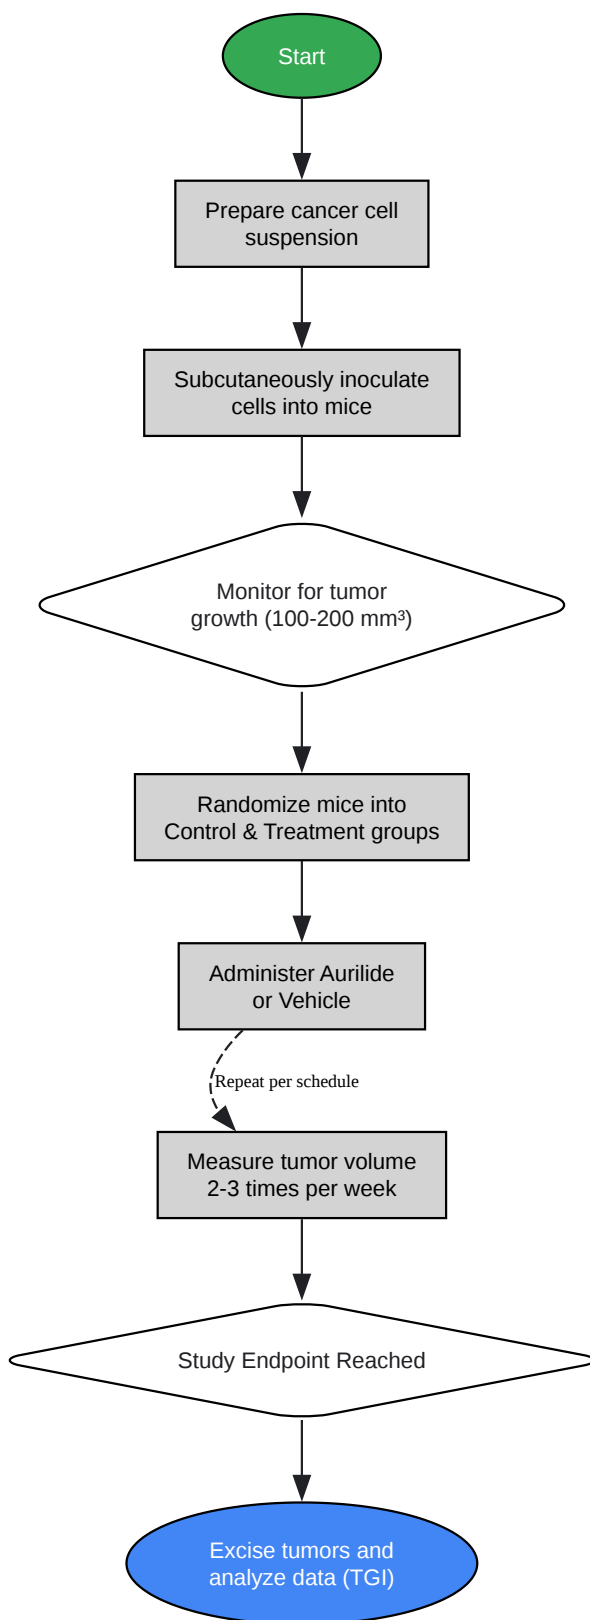 Start
Prepare cancer cell
suspension
Subcutaneously inoculate
cells into mice
Monitor for tumor
growth (100-200 mm³)
Randomize mice into
Control & Treatment groups
Administer Aurilide
or Vehicle
Repeat per schedule
Measure tumor volume
2-3 times per week
Study Endpoint Reached
Excise tumors and
analyze data (TGI)